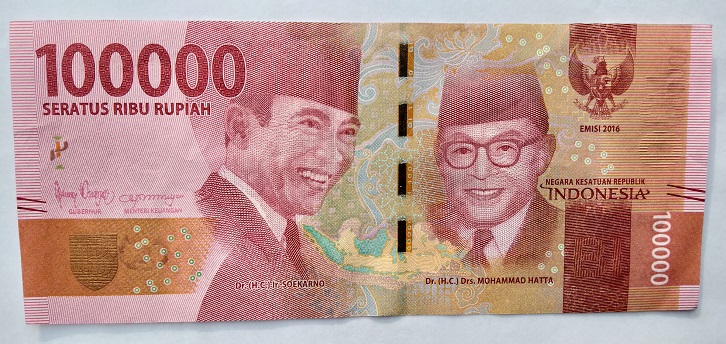 100000
SERATUS RIBU RUPIAH
EMISI 2016
NEGARA KESATUAN REPUBLIK
INDONESIA
GUBERNUR
MENTERI KEUANGAN
100000
Dr. (H.C.) Ir. SOEKARNO
Dr. (H.C.) Drs. MOHAMMAD HATTA